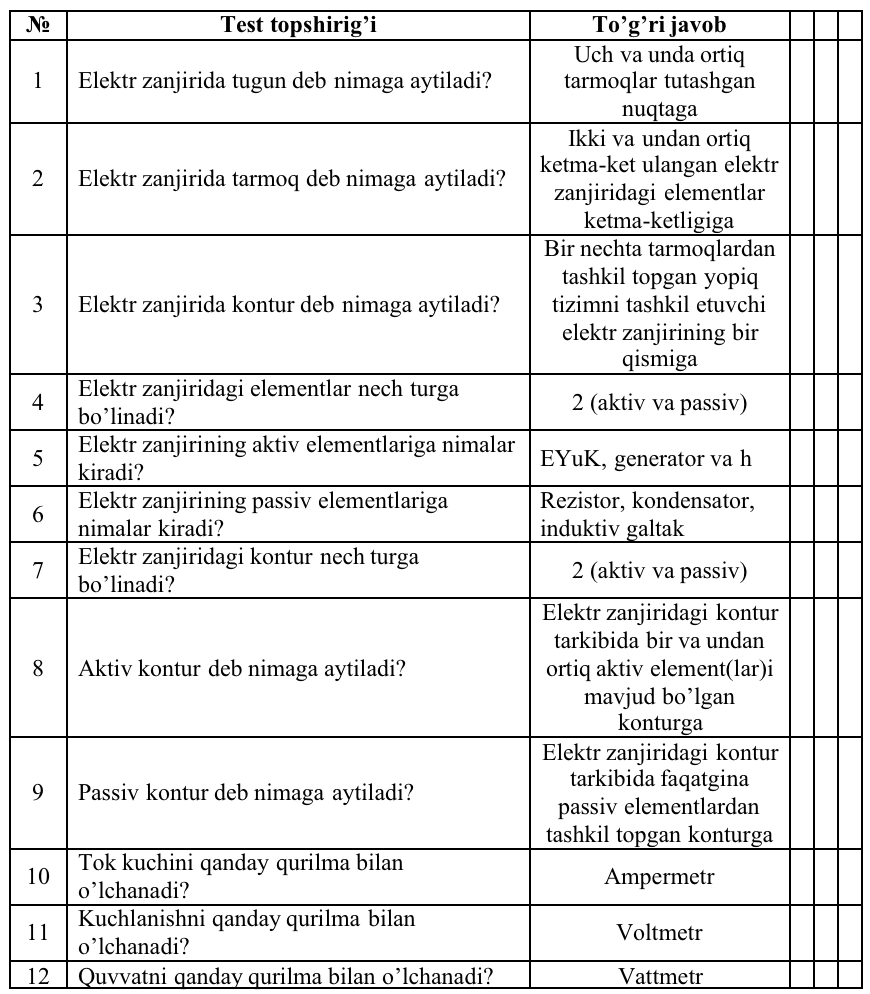 № Test topshirig’i To’g’ri javob
1 Elektr zanjirida tugun deb nimaga aytiladi? Uch va unda ortiq
tarmoqlar tutashgan
nuqtaga
2 Elektr zanjirida tarmoq deb nimaga aytiladi? Ikki va undan ortiq
ketma-ket ulangan elektr
zanjiridagi elementlar
ketma-ketligiga
3 Elektr zanjirida kontur deb nimaga aytiladi? Bir nechta tarmoqlardan
tashkil topgan yopiq
tizimni tashkil etuvchi
elektr zanjirining bir
qismiga
4 Elektr zanjiridagi elementlar nech turga
bo’linadi? 2 (aktiv va passiv)
5 Elektr zanjirining aktiv elementlariga nimalar
kiradi? EYuK, generator va h
6 Elektr zanjirining passiv elementlariga
nimalar kiradi? Rezistor, kondensator,
induktiv galtak
7 Elektr zanjiridagi kontur nech turga
bo’linadi? 2 (aktiv va passiv)
8 Aktiv kontur deb nimaga aytiladi? Elektr zanjiridagi kontur
tarkibida bir va undan
ortiq aktiv element(lar)i
mavjud bo’lgan
konturga
9 Passiv kontur deb nimaga aytiladi? Elektr zanjiridagi kontur
tarkibida faqatgina
passiv elementlardan
tashkil topgan konturga
10 Tok kuchini qanday qurilma bilan
o’lchanadi? Ampermetr
11 Kuchlanishni qanday qurilma bilan
o’lchanadi? Voltmetr
12 Quvvatni qanday qurilma bilan o’lchanadi? Vattmetr